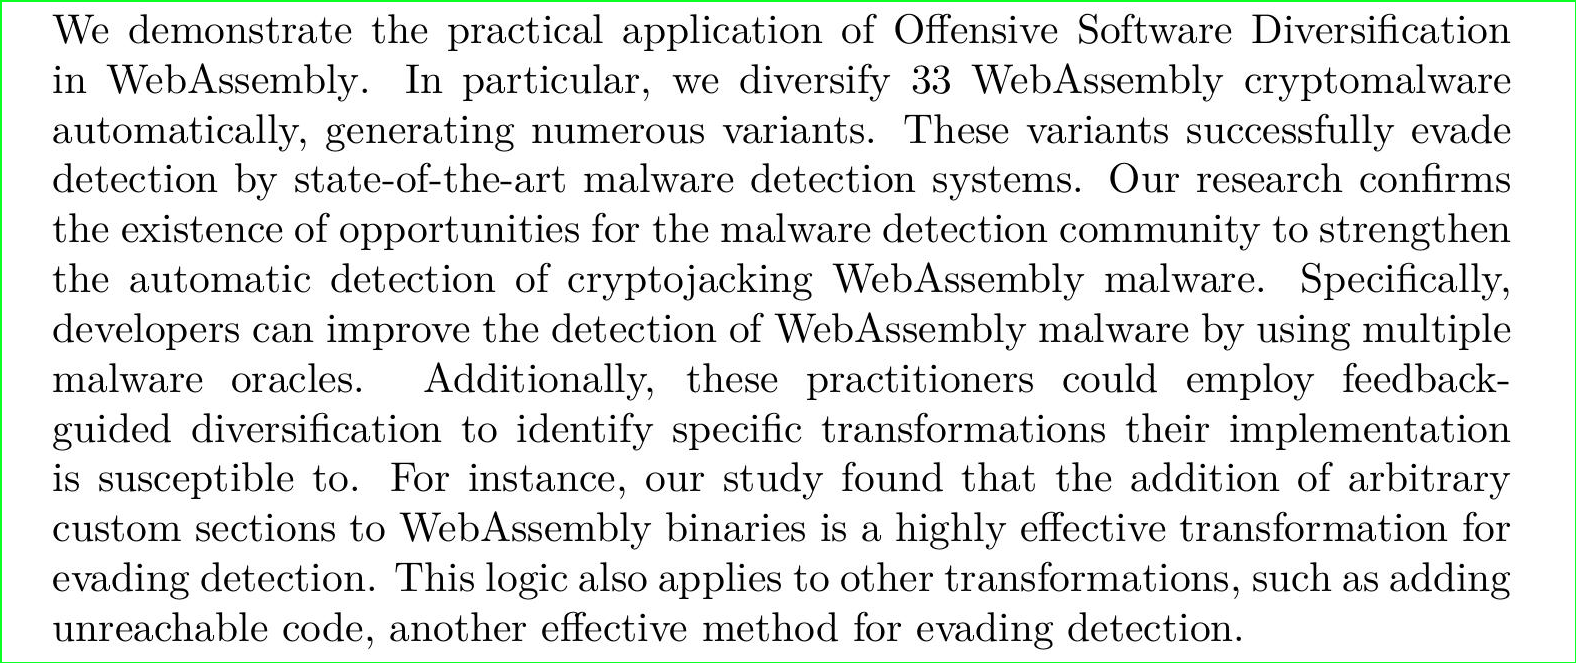 We demonstrate the practical application of Offensive Software Diversification
in WebAssembly. In particular, we diversify 33 WebAssembly cryptomalware
automatically, generating numerous variants. These variants successfully evade
detection by state-of-the-art malware detection systems. Our research confirms
the existence of opportunities for the malware detection community to strengthen
the automatic detection of cryptojacking WebAssembly malware. Specifically,
developers can improve the detection of WebAssembly malware by using multiple
malware oracles. Additionally, these practitioners could employ feedback-
guided diversification to identify specific transformations their implementation
is susceptible to. For instance, our study found that the addition of arbitrary
custom sections to WebAssembly binaries is a highly effective transformation for
evading detection. This logic also applies to other transformations, such as adding
unreachable code, another effective method for evading detection.